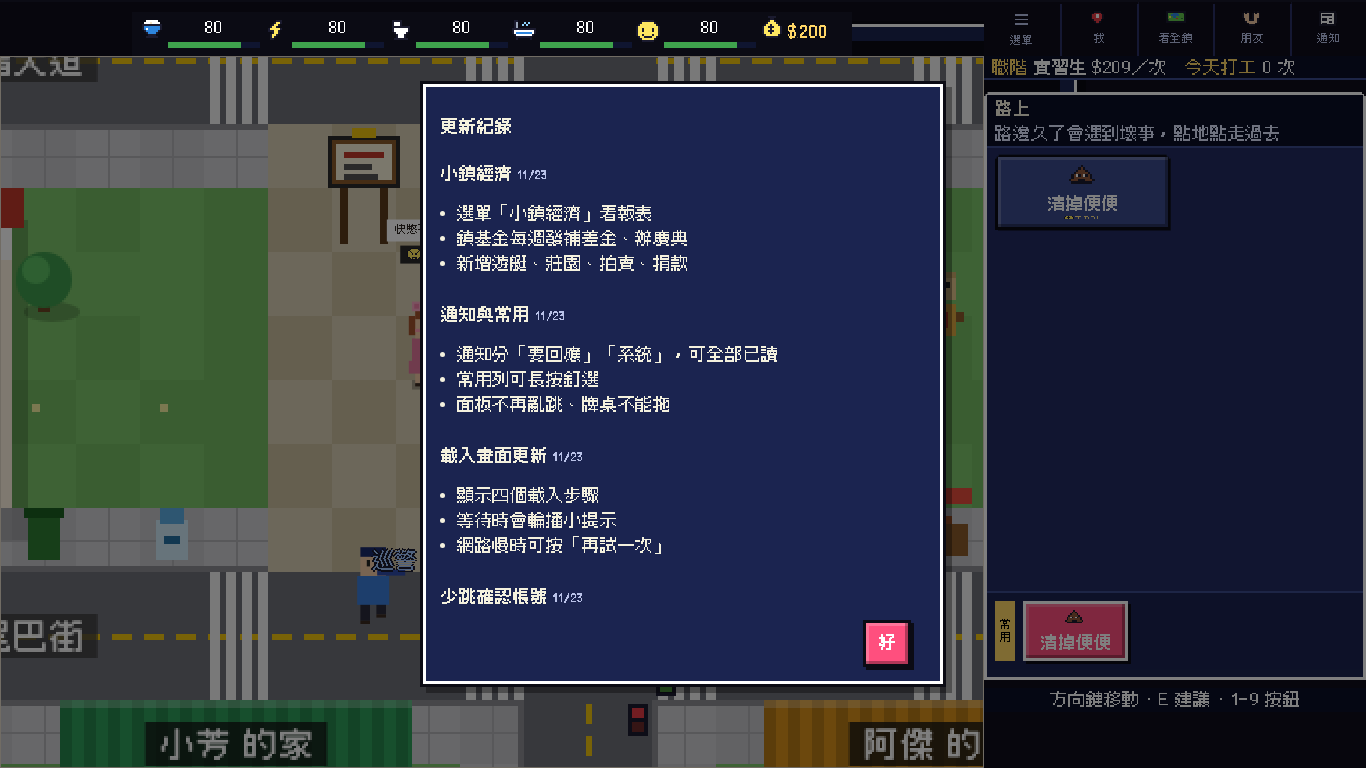 80 80 80 80 80 $200
選單 我 看全鎮 朋友 通知
職階 實習生 $209／次 今天打工 0 次
路上
路邊久了會遇到壞事，點地點走過去
清掉便便
更新紀錄
小鎮經濟 11/23
• 選單「小鎮經濟」看報表
• 鎮基金每週發補差金、辦慶典
• 新增遊艇、莊園、拍賣、捐款
通知與常用 11/23
• 通知分「要回應」「系統」，可全部已讀
• 常用列可長按釘選
• 面板不再亂跳、牌桌不能拖
載入畫面更新 11/23
• 顯示四個載入步驟
• 等待時會輪播小提示
• 網路慢時可按「再試一次」
少跳確認帳號 11/23
好
巡警
尾巴街
小芳 的家
阿傑 的
常用
清掉便便
方向鍵移動 · E 建議 · 1-9 按鈕